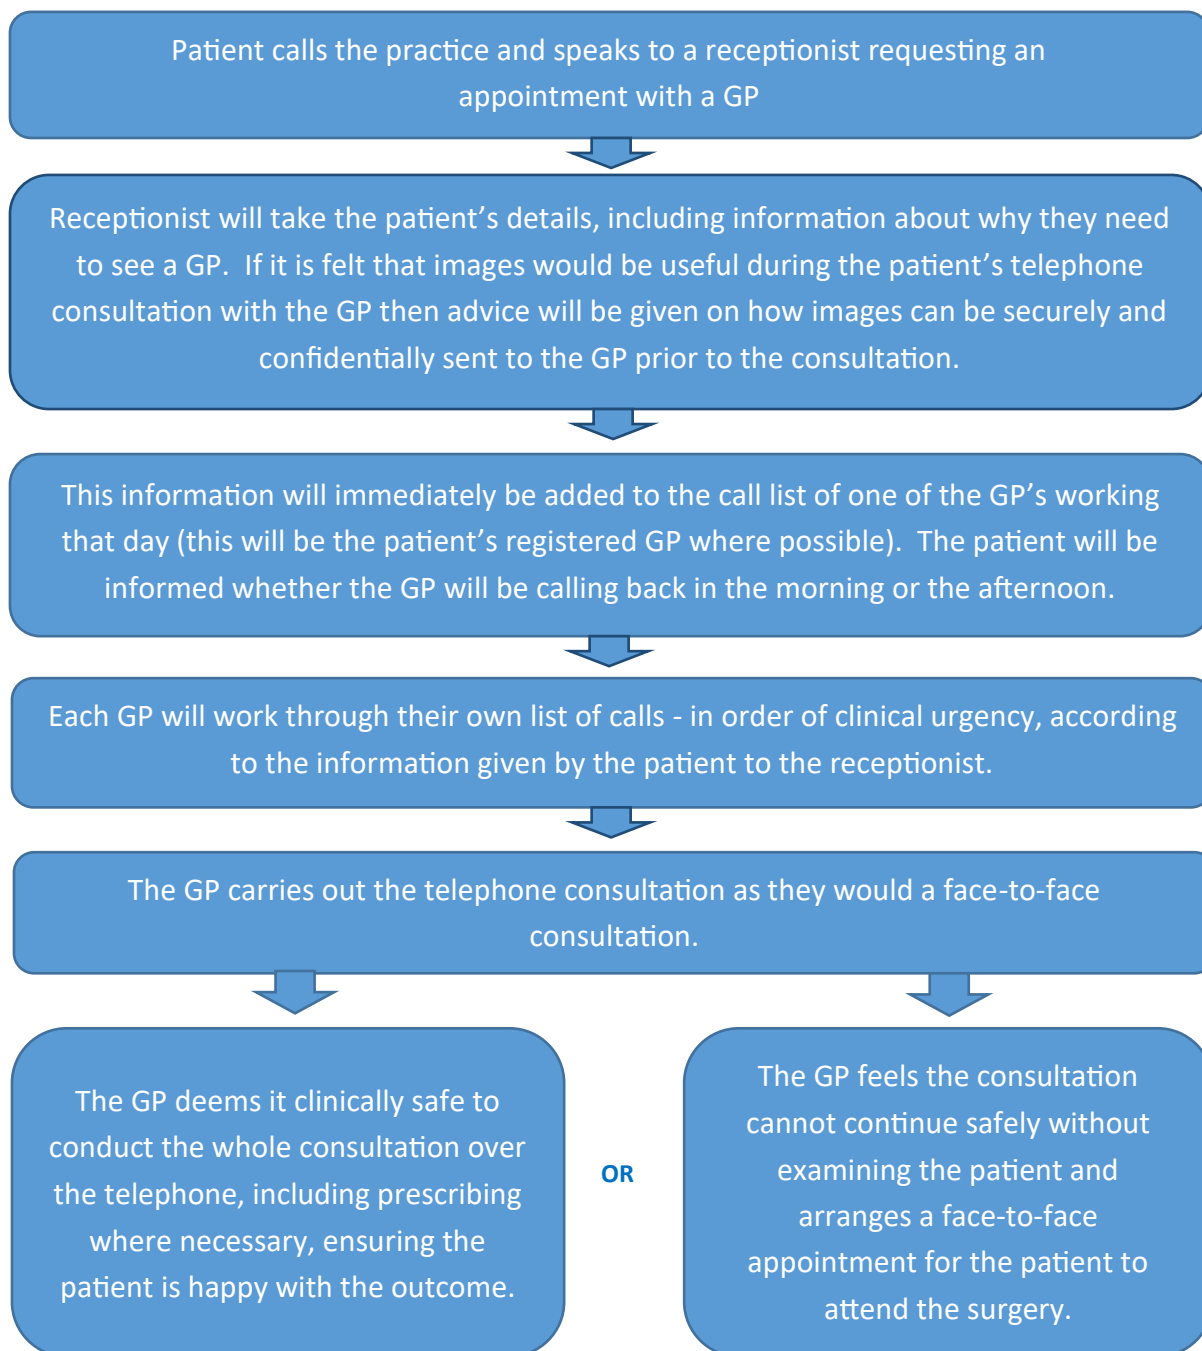 Patient calls the practice and speaks to a receptionist requesting an
appointment with a GP
Receptionist will take the patient’s details, including information about why they need
to see a GP.  If it is felt that images would be useful during the patient’s telephone
consultation with the GP then advice will be given on how images can be securely and
confidentially sent to the GP prior to the consultation.
This information will immediately be added to the call list of one of the GP’s working
that day (this will be the patient’s registered GP where possible).  The patient will be
informed whether the GP will be calling back in the morning or the afternoon.
Each GP will work through their own list of calls - in order of clinical urgency, according
to the information given by the patient to the receptionist.
The GP carries out the telephone consultation as they would a face-to-face
consultation.
The GP deems it clinically safe to
conduct the whole consultation over
the telephone, including prescribing
where necessary, ensuring the
patient is happy with the outcome.
OR
The GP feels the consultation
cannot continue safely without
examining the patient and
arranges a face-to-face
appointment for the patient to
attend the surgery.